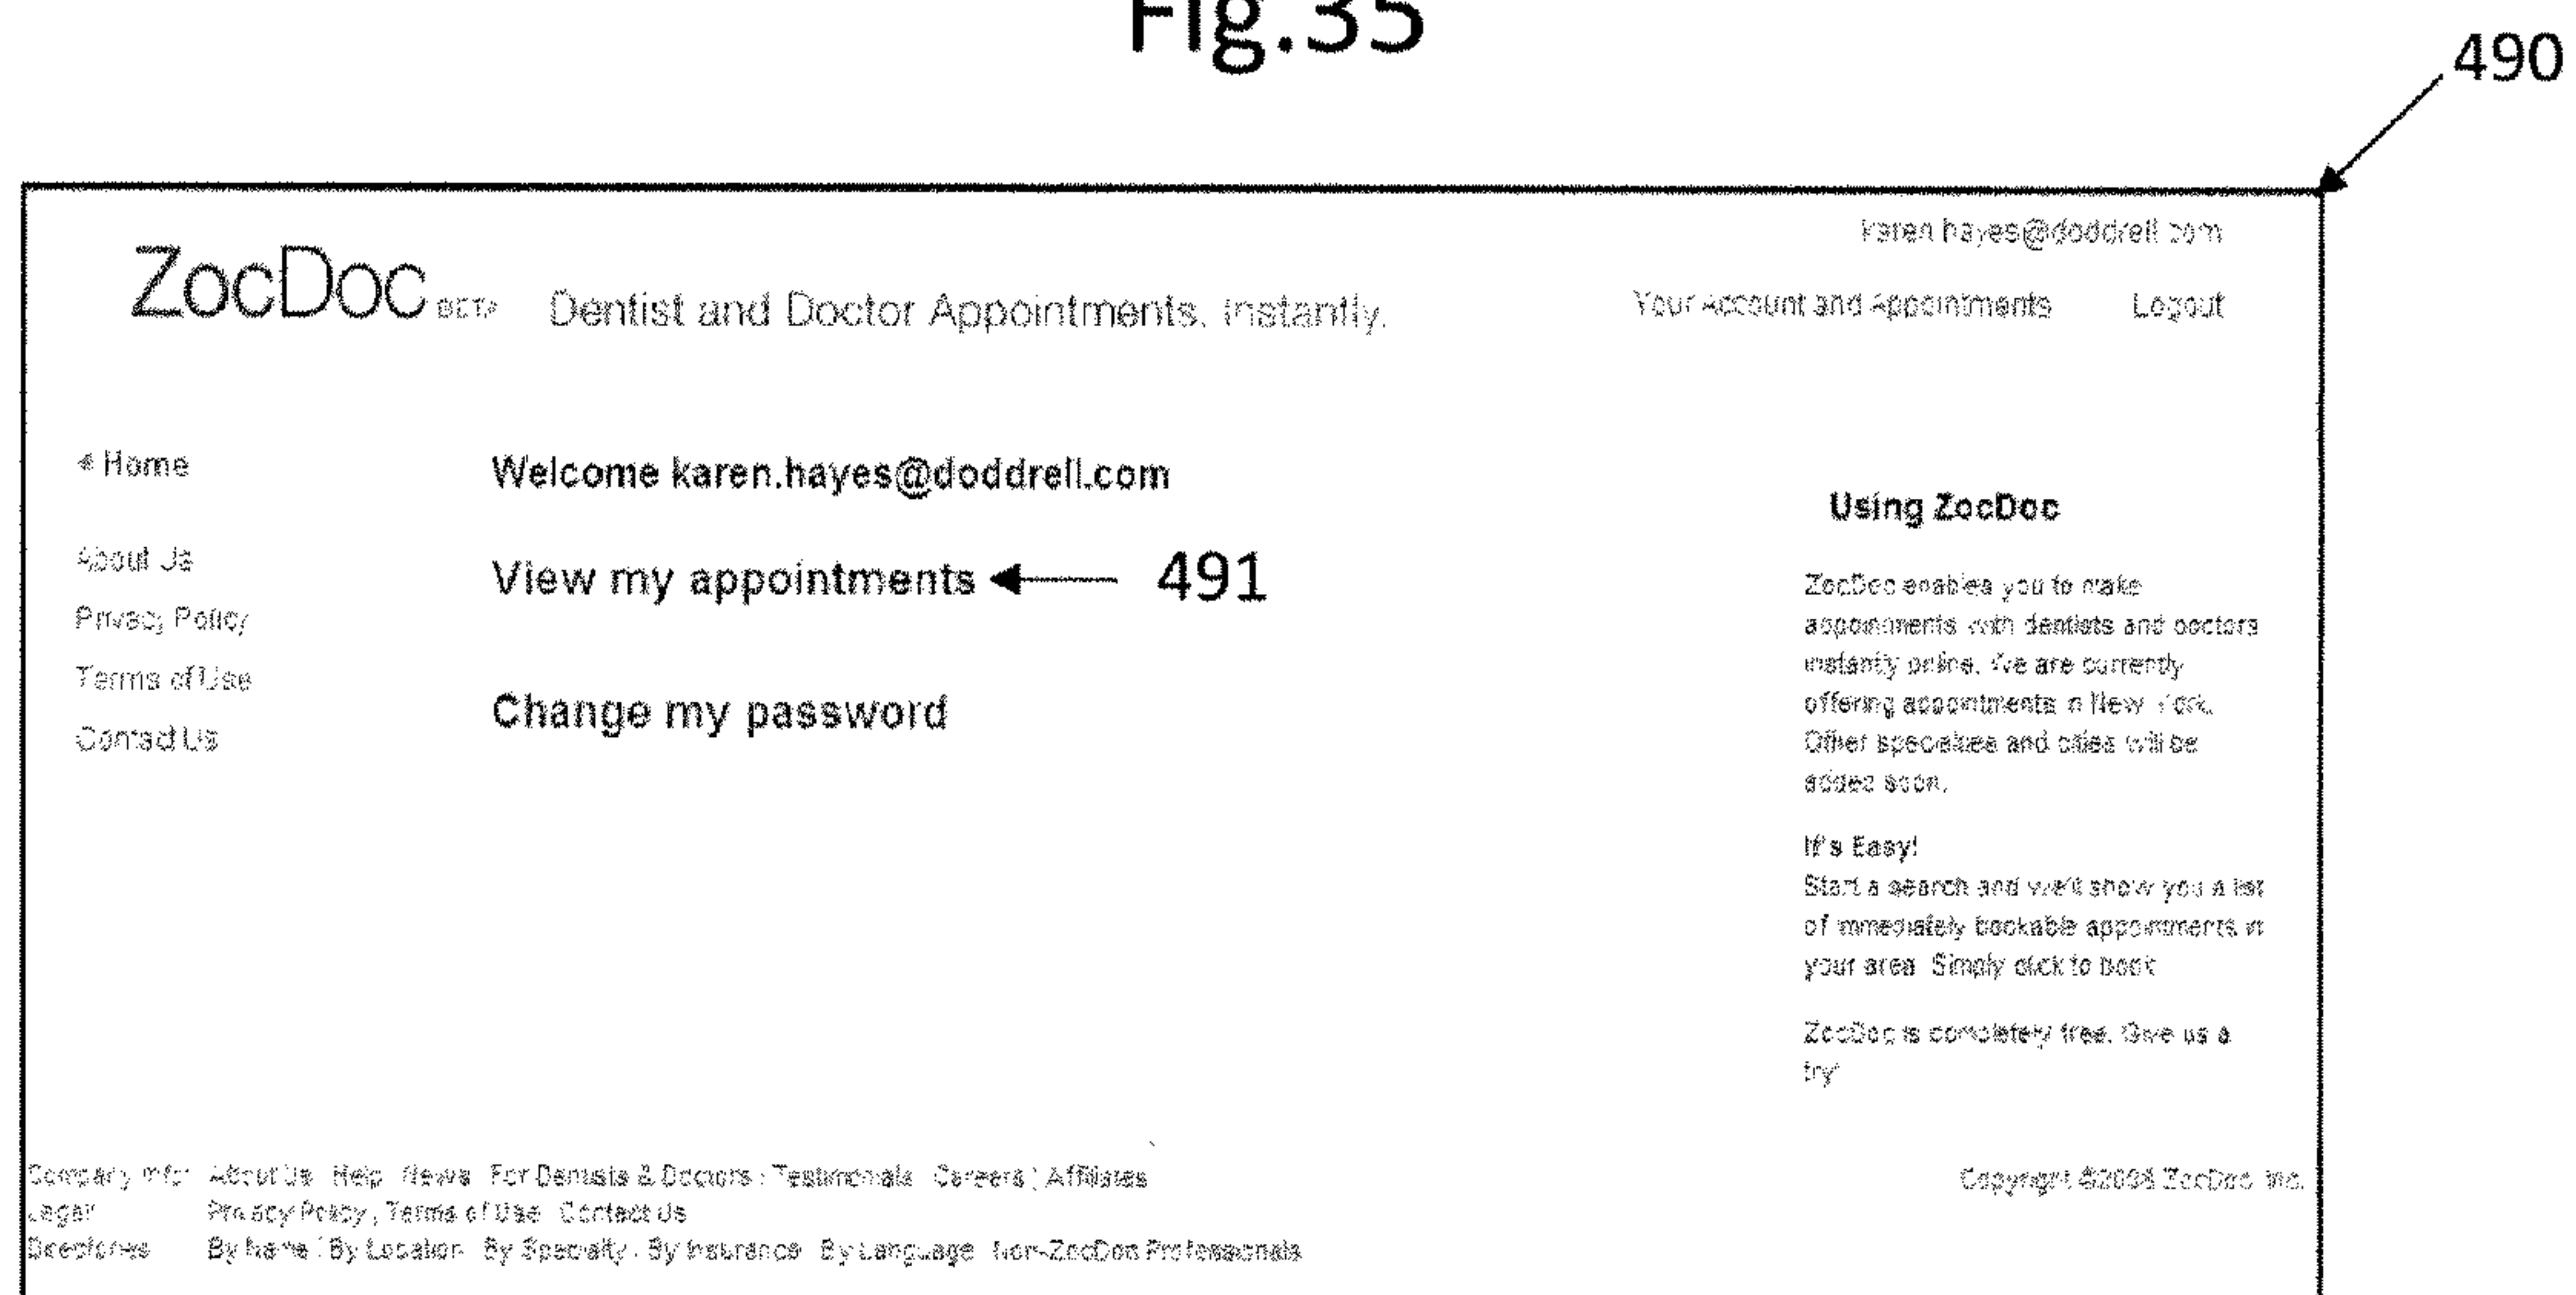 Fig.35
490
karen.hayes@doddrell.com
ZocDoc BETA Dentist and Doctor Appointments. Instantly.
Your Account and Appointments Logout
Home
About Us
Privacy Policy
Terms of Use
Contact Us
Welcome karen.hayes@doddrell.com
View my appointments
491
Change my password
Using ZocDoc
ZocDoc enables you to make
appointments with dentists and doctors
instantly online. We are currently
offering appointments in New York.
Other specialties and cities will be
added soon.
It's Easy!
Start a search and we'll show you a list
of immediately bookable appointments in
your area. Simply click to book
ZocDoc is completely free. Give us a
try!
Company Info About Us Help News For Dentists & Doctors Testimonials Careers | Affiliates
Legal Privacy Policy Terms of Use Contact Us
Directories By Name By Location By Specialty By Insurance By Language Non-ZocDoc Professionals
Copyright © ZocDoc, Inc.